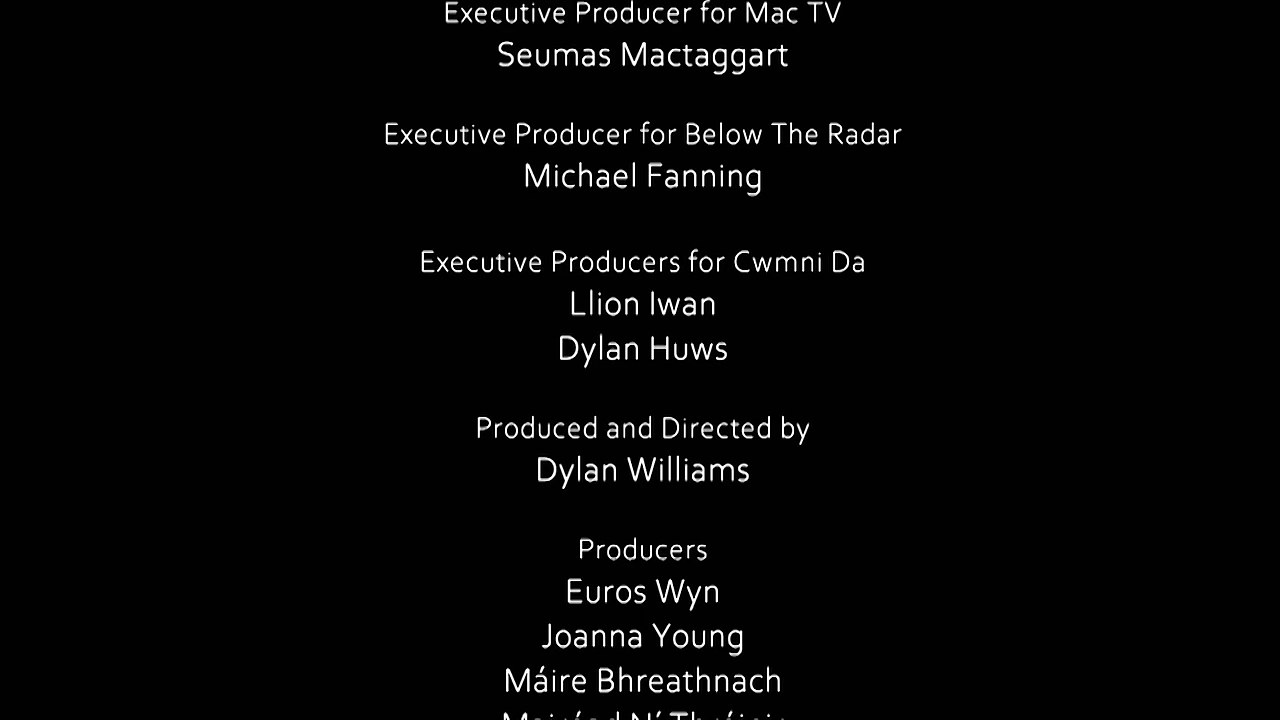 Executive Producer for Mac TV
Seumas Mactaggart
Executive Producer for Below The Radar
Michael Fanning
Executive Producers for Cwmni Da
Llion Iwan
Dylan Huws
Produced and Directed by
Dylan Williams
Producers
Euros Wyn
Joanna Young
Máire Bhreathnach